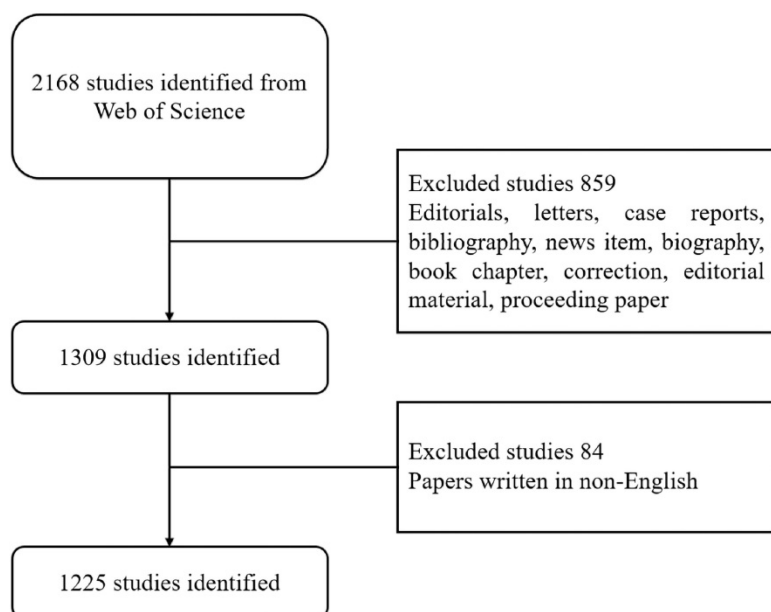 2168 studies identified from
Web of Science
Excluded studies 859
Editorials, letters, case reports,
bibliography, news item, biography,
book chapter, correction, editorial
material, proceeding paper
1309 studies identified
Excluded studies 84
Papers written in non-English
1225 studies identified